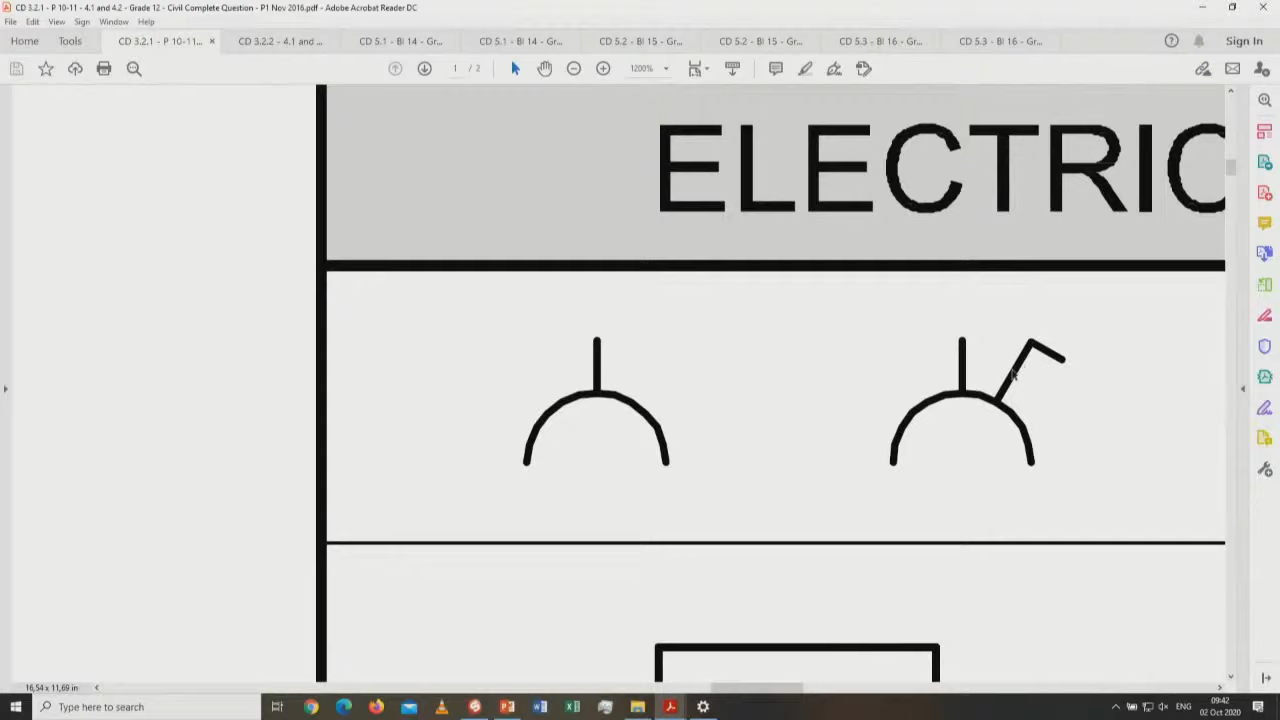 CD 3.2.1 - P 10-11 - 4.1 and 4.2 - Grade 12 - Civil Complete Question - P1 Nov 2016.pdf - Adobe Acrobat Reader DC
File Edit View Sign Window Help
Home Tools CD 3.2.1 - P 10-11... × CD 3.2.2 - 4.1 and ... CD 5.1 - Bl 14 - Gr... CD 5.1 - Bl 14 - Gr... CD 5.2 - Bl 15 - Gr... CD 5.2 - Bl 15 - Gr... CD 5.3 - Bl 16 - Gr... CD 5.3 - Bl 16 - Gr... Sign In
1 / 2 1200%
ELECTRIC
16,54 x 11,69 in
Type here to search
ENG
09:42
02 Oct 2020